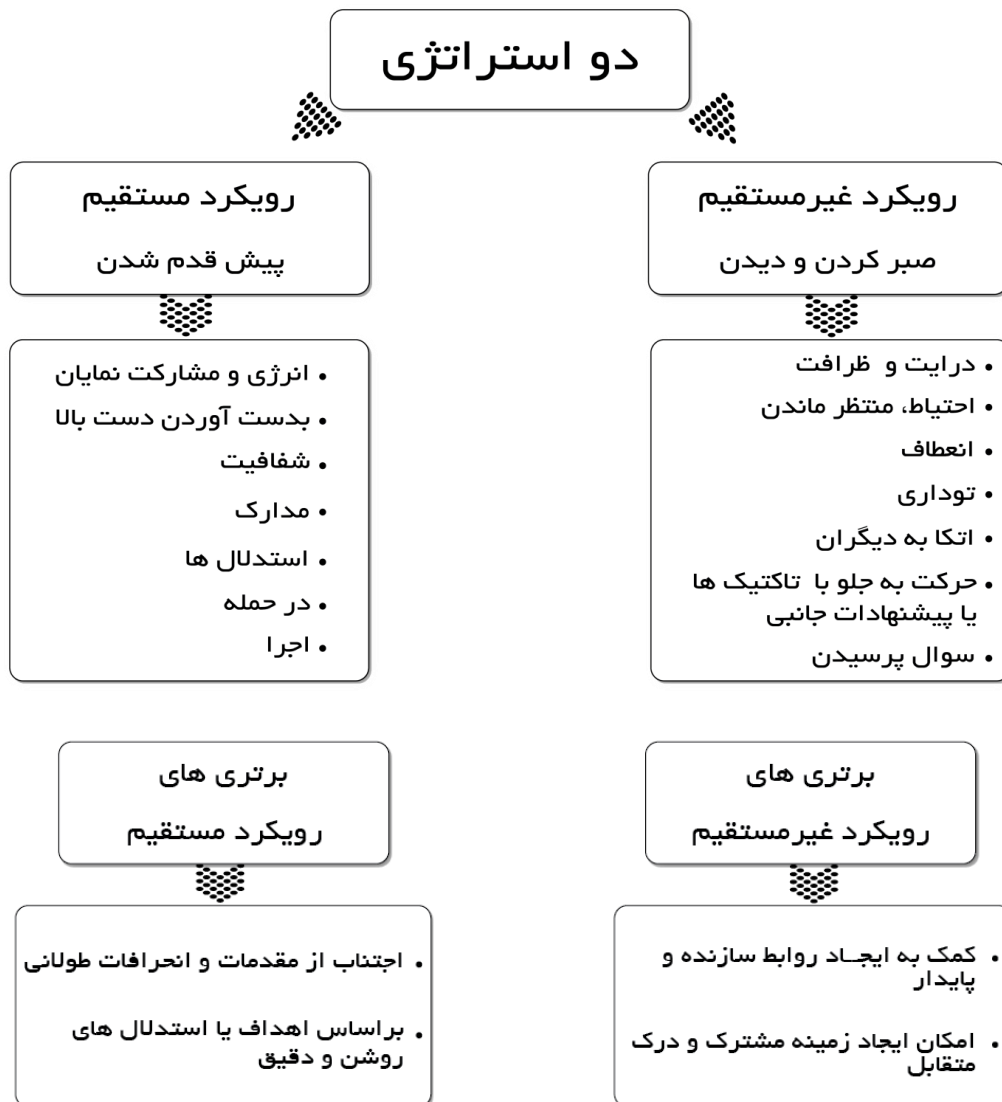 دو استراتژی
رویکرد غیرمستقیم
صبر کردن و دیدن
• درایت و ظرافت
• احتیاط، منتظر ماندن
• انعطاف
• توداری
• اتکا به دیگران
• حرکت به جلو با تاکتیک ها
یا پیشنهادات جانبی
• سوال پرسیدن
رویکرد مستقیم
پیش قدم شدن
• انرژی و مشارکت نمایان
• بدست آوردن دست بالا
• شفافیت
• مدارک
• استدلال ها
• در حمله
• اجرا
برتری های
رویکرد غیرمستقیم
• کمک به ایجـاد روابط سازنده و
پایدار
• امکان ایجاد زمینه مشترک و درک
متقابل
برتری های
رویکرد مستقیم
• اجتناب از مقدمات و انحرافات طولانی
• براساس اهداف یا استدلال های
روشن و دقیق